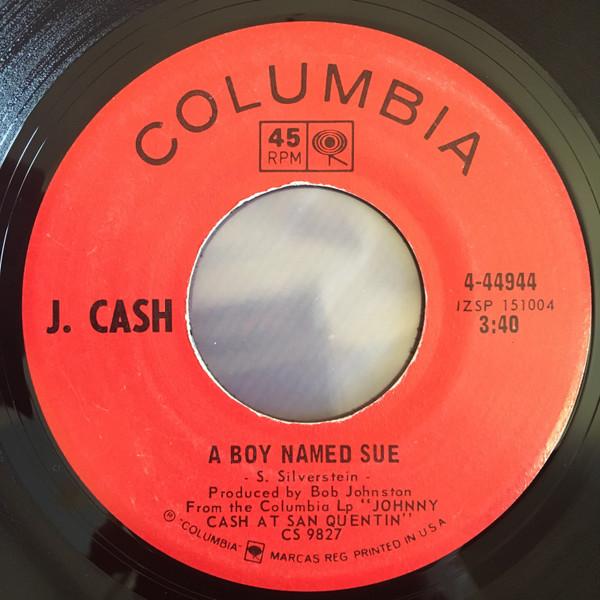 COLUMBIA
45
RPM
J. CASH
4-44944
IZSP 151004
3:40
A BOY NAMED SUE
- S. Silverstein -
Produced by Bob Johnston
From the Columbia Lp "JOHNNY
CASH AT SAN QUENTIN"
CS 9827
Ⓟ "COLUMBIA" MARCAS REG. PRINTED IN U.S.A